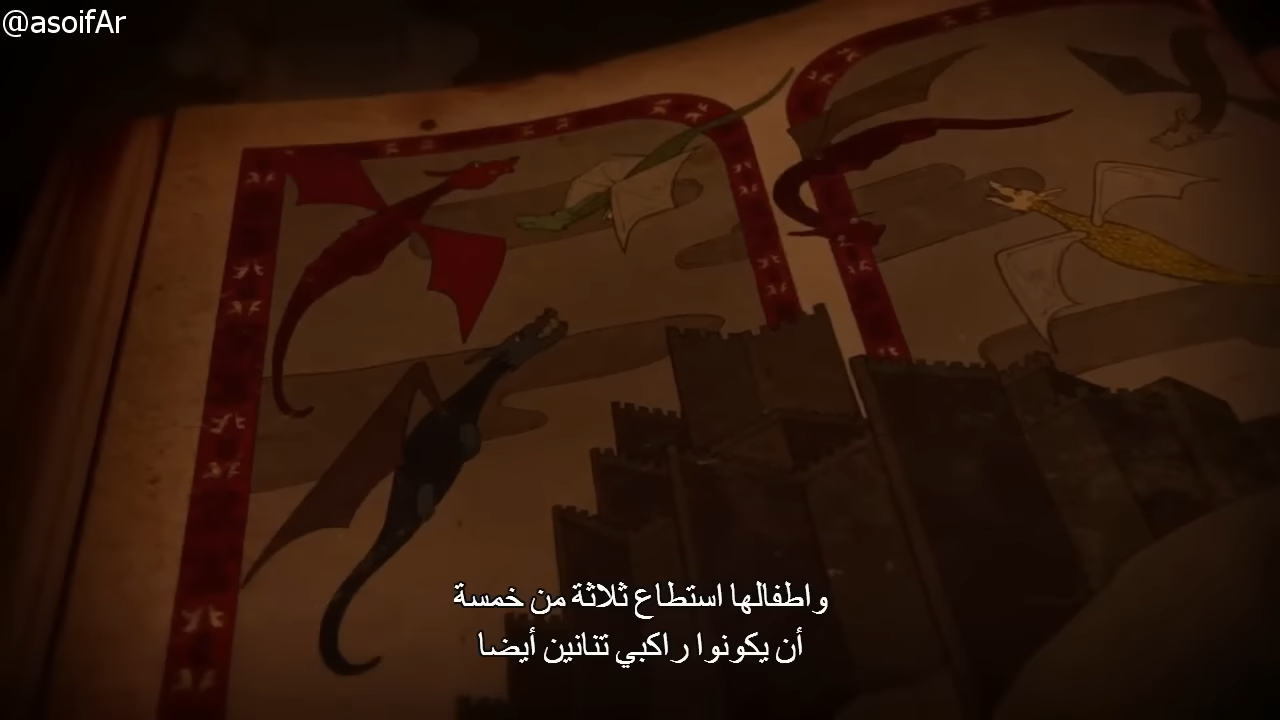 @asoifAr
واطفالها استطاع ثلاثة من خمسة
أن يكونوا راكبي تنانين أيضا